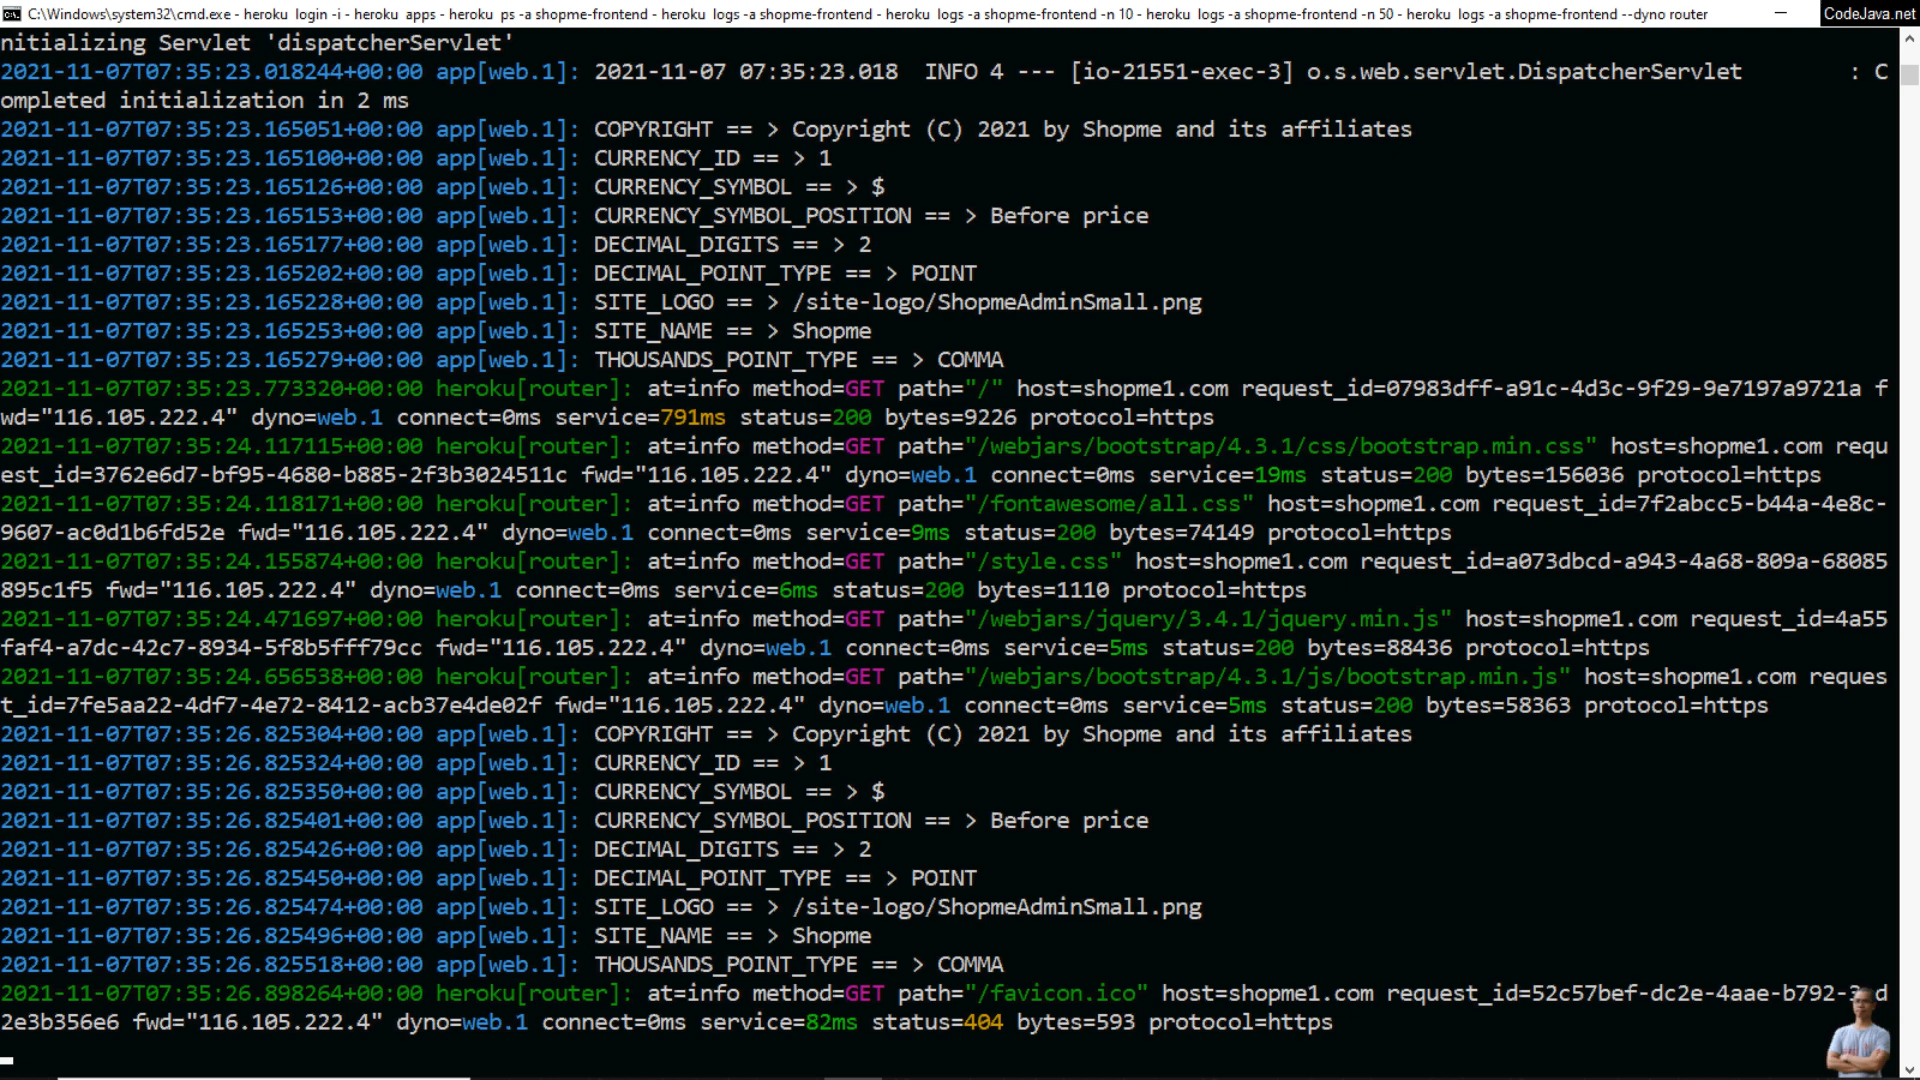 C:\Windows\system32\cmd.exe - heroku login -i - heroku apps - heroku ps -a shopme-frontend - heroku logs -a shopme-frontend - heroku logs -a shopme-frontend -n 10 - heroku logs -a shopme-frontend -n 50 - heroku logs -a shopme-frontend --dyno router
CodeJava.net
nitializing Servlet 'dispatcherServlet'
2021-11-07T07:35:23.018244+00:00 app[web.1]: 2021-11-07 07:35:23.018  INFO 4 --- [io-21551-exec-3] o.s.web.servlet.DispatcherServlet        : C
ompleted initialization in 2 ms
2021-11-07T07:35:23.165051+00:00 app[web.1]: COPYRIGHT == > Copyright (C) 2021 by Shopme and its affiliates
2021-11-07T07:35:23.165100+00:00 app[web.1]: CURRENCY_ID == > 1
2021-11-07T07:35:23.165126+00:00 app[web.1]: CURRENCY_SYMBOL == > $
2021-11-07T07:35:23.165153+00:00 app[web.1]: CURRENCY_SYMBOL_POSITION == > Before price
2021-11-07T07:35:23.165177+00:00 app[web.1]: DECIMAL_DIGITS == > 2
2021-11-07T07:35:23.165202+00:00 app[web.1]: DECIMAL_POINT_TYPE == > POINT
2021-11-07T07:35:23.165228+00:00 app[web.1]: SITE_LOGO == > /site-logo/ShopmeAdminSmall.png
2021-11-07T07:35:23.165253+00:00 app[web.1]: SITE_NAME == > Shopme
2021-11-07T07:35:23.165279+00:00 app[web.1]: THOUSANDS_POINT_TYPE == > COMMA
2021-11-07T07:35:23.773320+00:00 heroku[router]: at=info method=GET path="/" host=shopme1.com request_id=07983dff-a91c-4d3c-9f29-9e7197a9721a f
wd="116.105.222.4" dyno=web.1 connect=0ms service=791ms status=200 bytes=9226 protocol=https
2021-11-07T07:35:24.117115+00:00 heroku[router]: at=info method=GET path="/webjars/bootstrap/4.3.1/css/bootstrap.min.css" host=shopme1.com requ
est_id=3762e6d7-bf95-4680-b885-2f3b3024511c fwd="116.105.222.4" dyno=web.1 connect=0ms service=19ms status=200 bytes=156036 protocol=https
2021-11-07T07:35:24.118171+00:00 heroku[router]: at=info method=GET path="/fontawesome/all.css" host=shopme1.com request_id=7f2abcc5-b44a-4e8c-
9607-ac0d1b6fd52e fwd="116.105.222.4" dyno=web.1 connect=0ms service=9ms status=200 bytes=74149 protocol=https
2021-11-07T07:35:24.155874+00:00 heroku[router]: at=info method=GET path="/style.css" host=shopme1.com request_id=a073dbcd-a943-4a68-809a-68085
895c1f5 fwd="116.105.222.4" dyno=web.1 connect=0ms service=6ms status=200 bytes=1110 protocol=https
2021-11-07T07:35:24.471697+00:00 heroku[router]: at=info method=GET path="/webjars/jquery/3.4.1/jquery.min.js" host=shopme1.com request_id=4a55
faf4-a7dc-42c7-8934-5f8b5fff79cc fwd="116.105.222.4" dyno=web.1 connect=0ms service=5ms status=200 bytes=88436 protocol=https
2021-11-07T07:35:24.656538+00:00 heroku[router]: at=info method=GET path="/webjars/bootstrap/4.3.1/js/bootstrap.min.js" host=shopme1.com reques
t_id=7fe5aa22-4df7-4e72-8412-acb37e4de02f fwd="116.105.222.4" dyno=web.1 connect=0ms service=5ms status=200 bytes=58363 protocol=https
2021-11-07T07:35:26.825304+00:00 app[web.1]: COPYRIGHT == > Copyright (C) 2021 by Shopme and its affiliates
2021-11-07T07:35:26.825324+00:00 app[web.1]: CURRENCY_ID == > 1
2021-11-07T07:35:26.825350+00:00 app[web.1]: CURRENCY_SYMBOL == > $
2021-11-07T07:35:26.825401+00:00 app[web.1]: CURRENCY_SYMBOL_POSITION == > Before price
2021-11-07T07:35:26.825426+00:00 app[web.1]: DECIMAL_DIGITS == > 2
2021-11-07T07:35:26.825450+00:00 app[web.1]: DECIMAL_POINT_TYPE == > POINT
2021-11-07T07:35:26.825474+00:00 app[web.1]: SITE_LOGO == > /site-logo/ShopmeAdminSmall.png
2021-11-07T07:35:26.825496+00:00 app[web.1]: SITE_NAME == > Shopme
2021-11-07T07:35:26.825518+00:00 app[web.1]: THOUSANDS_POINT_TYPE == > COMMA
2021-11-07T07:35:26.898264+00:00 heroku[router]: at=info method=GET path="/favicon.ico" host=shopme1.com
2e3b356e6 fwd="116.105.222.4" dyno=web.1 connect=0ms service=82ms status=404 bytes=593 protocol=https